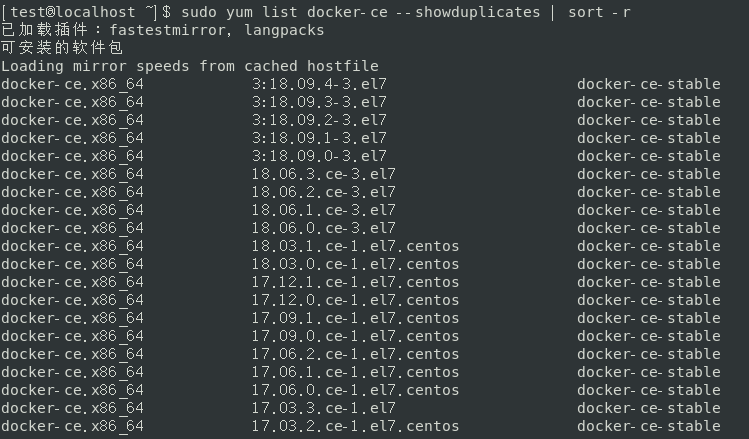 [test@localhost ~]$ sudo yum list docker-ce --showduplicates | sort -r
已加载插件：fastestmirror, langpacks
可安装的软件包
Loading mirror speeds from cached hostfile
docker-ce.x86_64 3:18.09.4-3.el7 docker-ce-stable
docker-ce.x86_64 3:18.09.3-3.el7 docker-ce-stable
docker-ce.x86_64 3:18.09.2-3.el7 docker-ce-stable
docker-ce.x86_64 3:18.09.1-3.el7 docker-ce-stable
docker-ce.x86_64 3:18.09.0-3.el7 docker-ce-stable
docker-ce.x86_64 18.06.3.ce-3.el7 docker-ce-stable
docker-ce.x86_64 18.06.2.ce-3.el7 docker-ce-stable
docker-ce.x86_64 18.06.1.ce-3.el7 docker-ce-stable
docker-ce.x86_64 18.06.0.ce-3.el7 docker-ce-stable
docker-ce.x86_64 18.03.1.ce-1.el7.centos docker-ce-stable
docker-ce.x86_64 18.03.0.ce-1.el7.centos docker-ce-stable
docker-ce.x86_64 17.12.1.ce-1.el7.centos docker-ce-stable
docker-ce.x86_64 17.12.0.ce-1.el7.centos docker-ce-stable
docker-ce.x86_64 17.09.1.ce-1.el7.centos docker-ce-stable
docker-ce.x86_64 17.09.0.ce-1.el7.centos docker-ce-stable
docker-ce.x86_64 17.06.2.ce-1.el7.centos docker-ce-stable
docker-ce.x86_64 17.06.1.ce-1.el7.centos docker-ce-stable
docker-ce.x86_64 17.06.0.ce-1.el7.centos docker-ce-stable
docker-ce.x86_64 17.03.3.ce-1.el7 docker-ce-stable
docker-ce.x86_64 17.03.2.ce-1.el7.centos docker-ce-stable